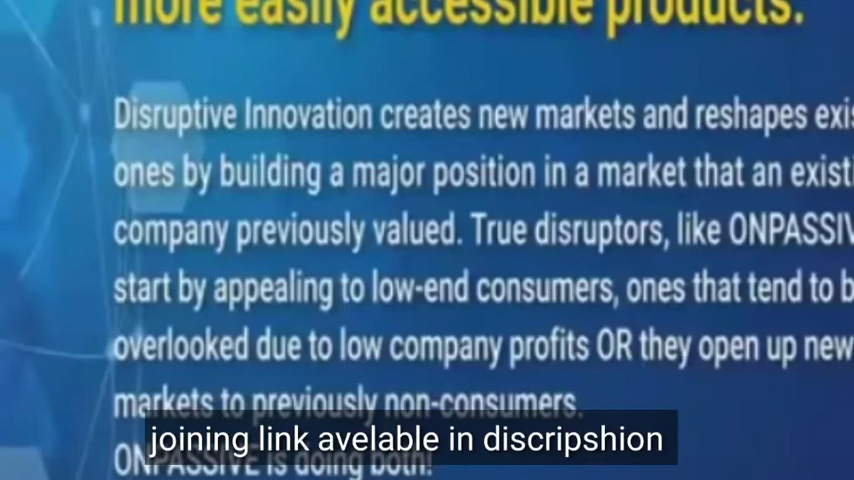 more easily accessible products.
Disruptive Innovation creates new markets and reshapes
ones by building a major position in a market that an
company previously valued. True disruptors, like
start by appealing to low-end consumers, ones that tend to
overlooked due to low company profits OR they open up new
markets to previously non-consumers.
ONPASSIVE is doing both!
joining link avelable in discripshion